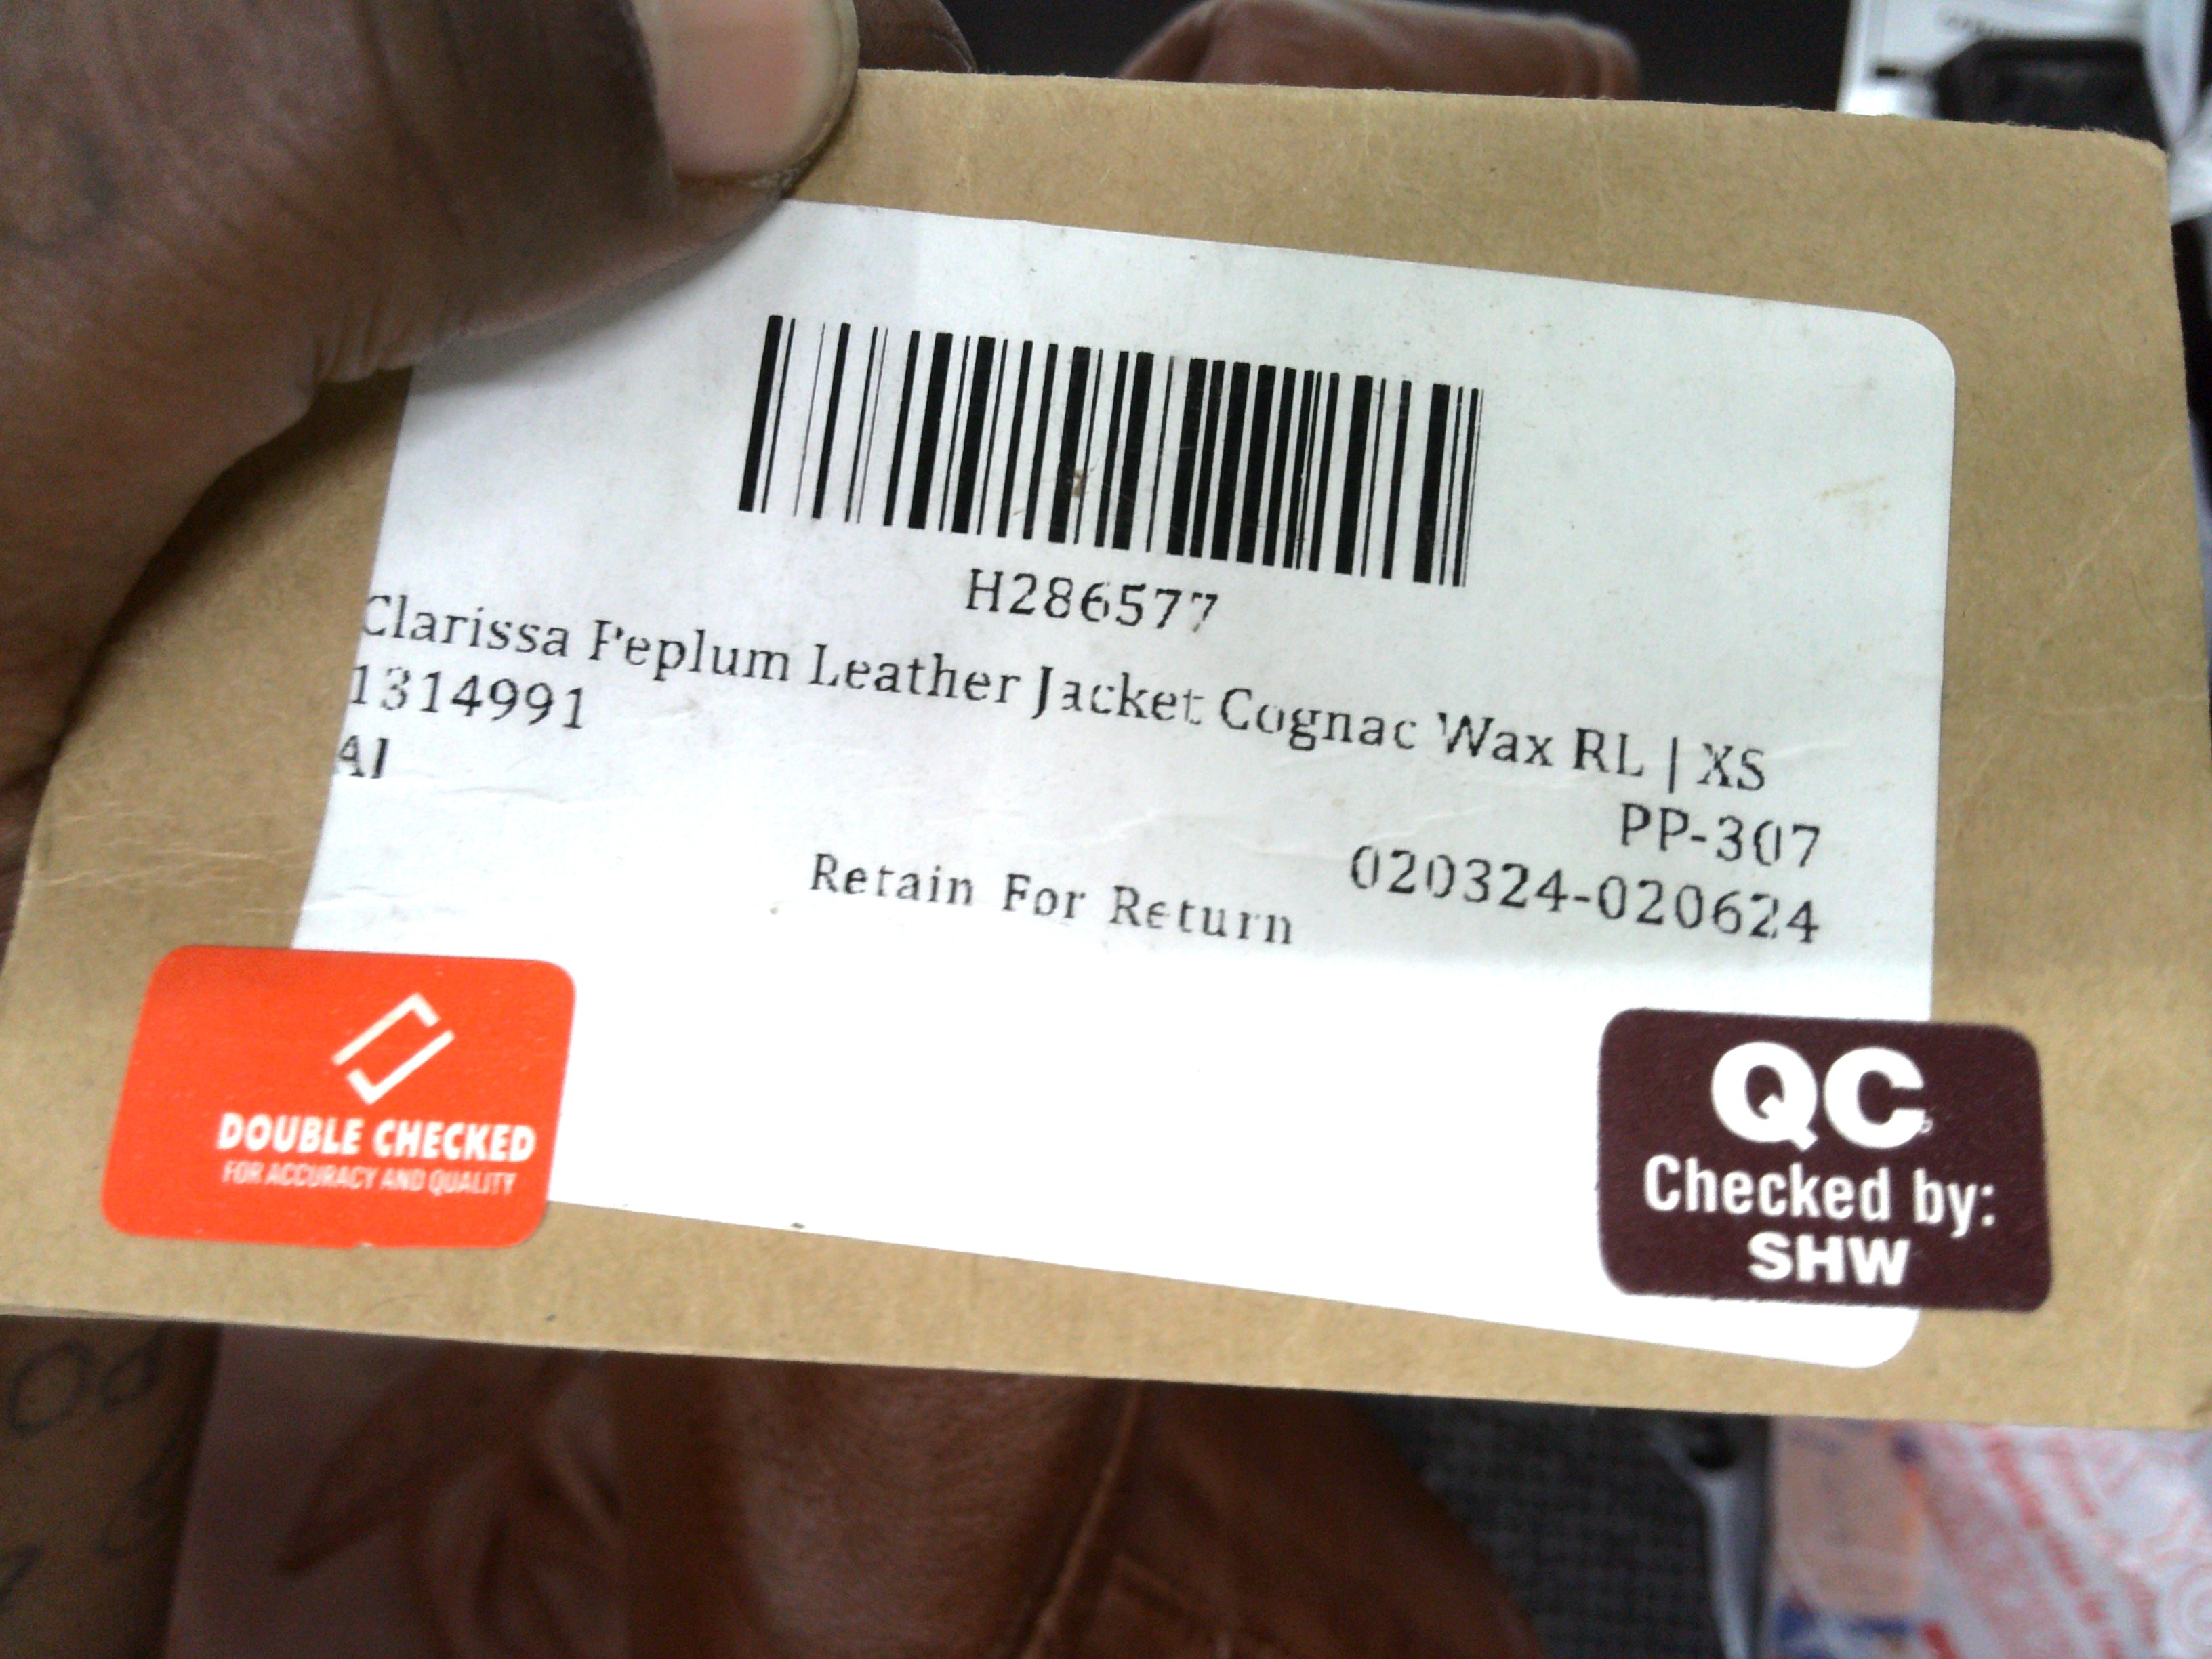 H286577
Clarissa Peplum Leather Jacket Cognac Wax RL | XS
1314991
PP-307
020324-020624
Retain For Return
DOUBLE CHECKED
FOR ACCURACY AND QUALITY
QC
Checked by:
SHW